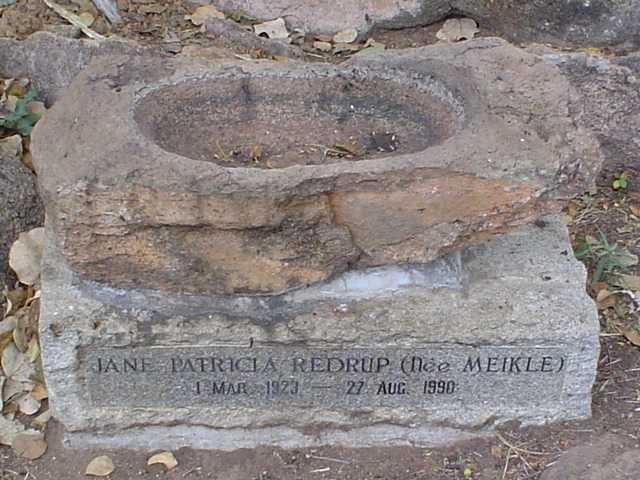 JANE PATRICIA REDRUP (née MEIKLE)
1 MAR. 1923 — 27 AUG. 1990